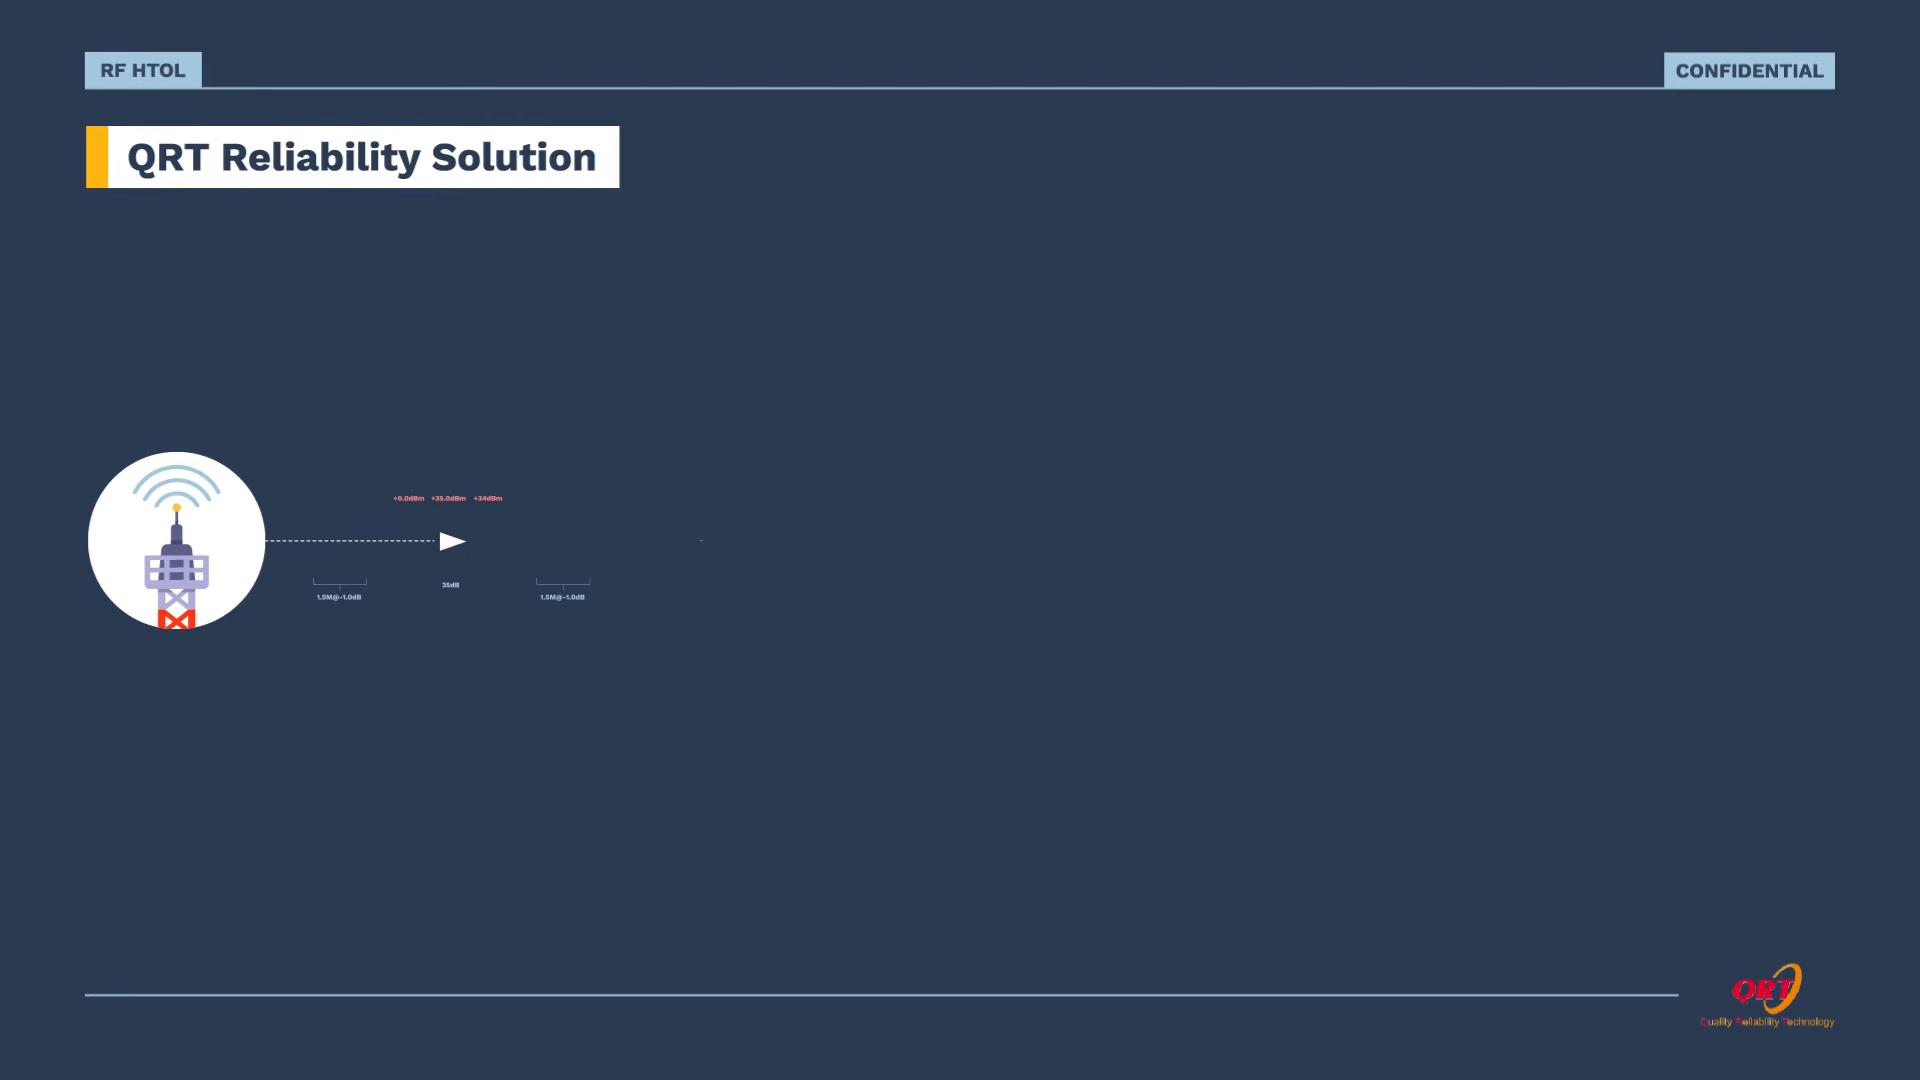 RF HTOL
CONFIDENTIAL
QRT Reliability Solution
+0.0dBm +35.0dBm +34dBm
35dB
1.5M@-1.0dB
1.5M@-1.0dB
QRT
Quality Reliability Technology